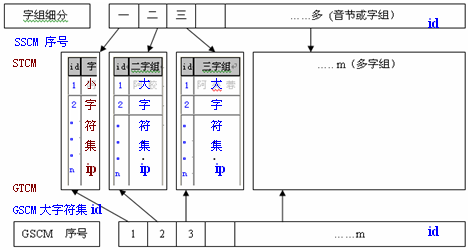 字组细分 一 二 三 ……多（音节或字组） id
SSCM 序号
STCM
id 字 id 二字组 id 三字组 …..m（多字组）
1 小 1 大 1 大
2 字 2 字 2 字
符 符 符
集 集 集
n ip n ip n ip
GTCM
GSCM 大字符集 id
GSCM 序号 1 2 3 ……m id